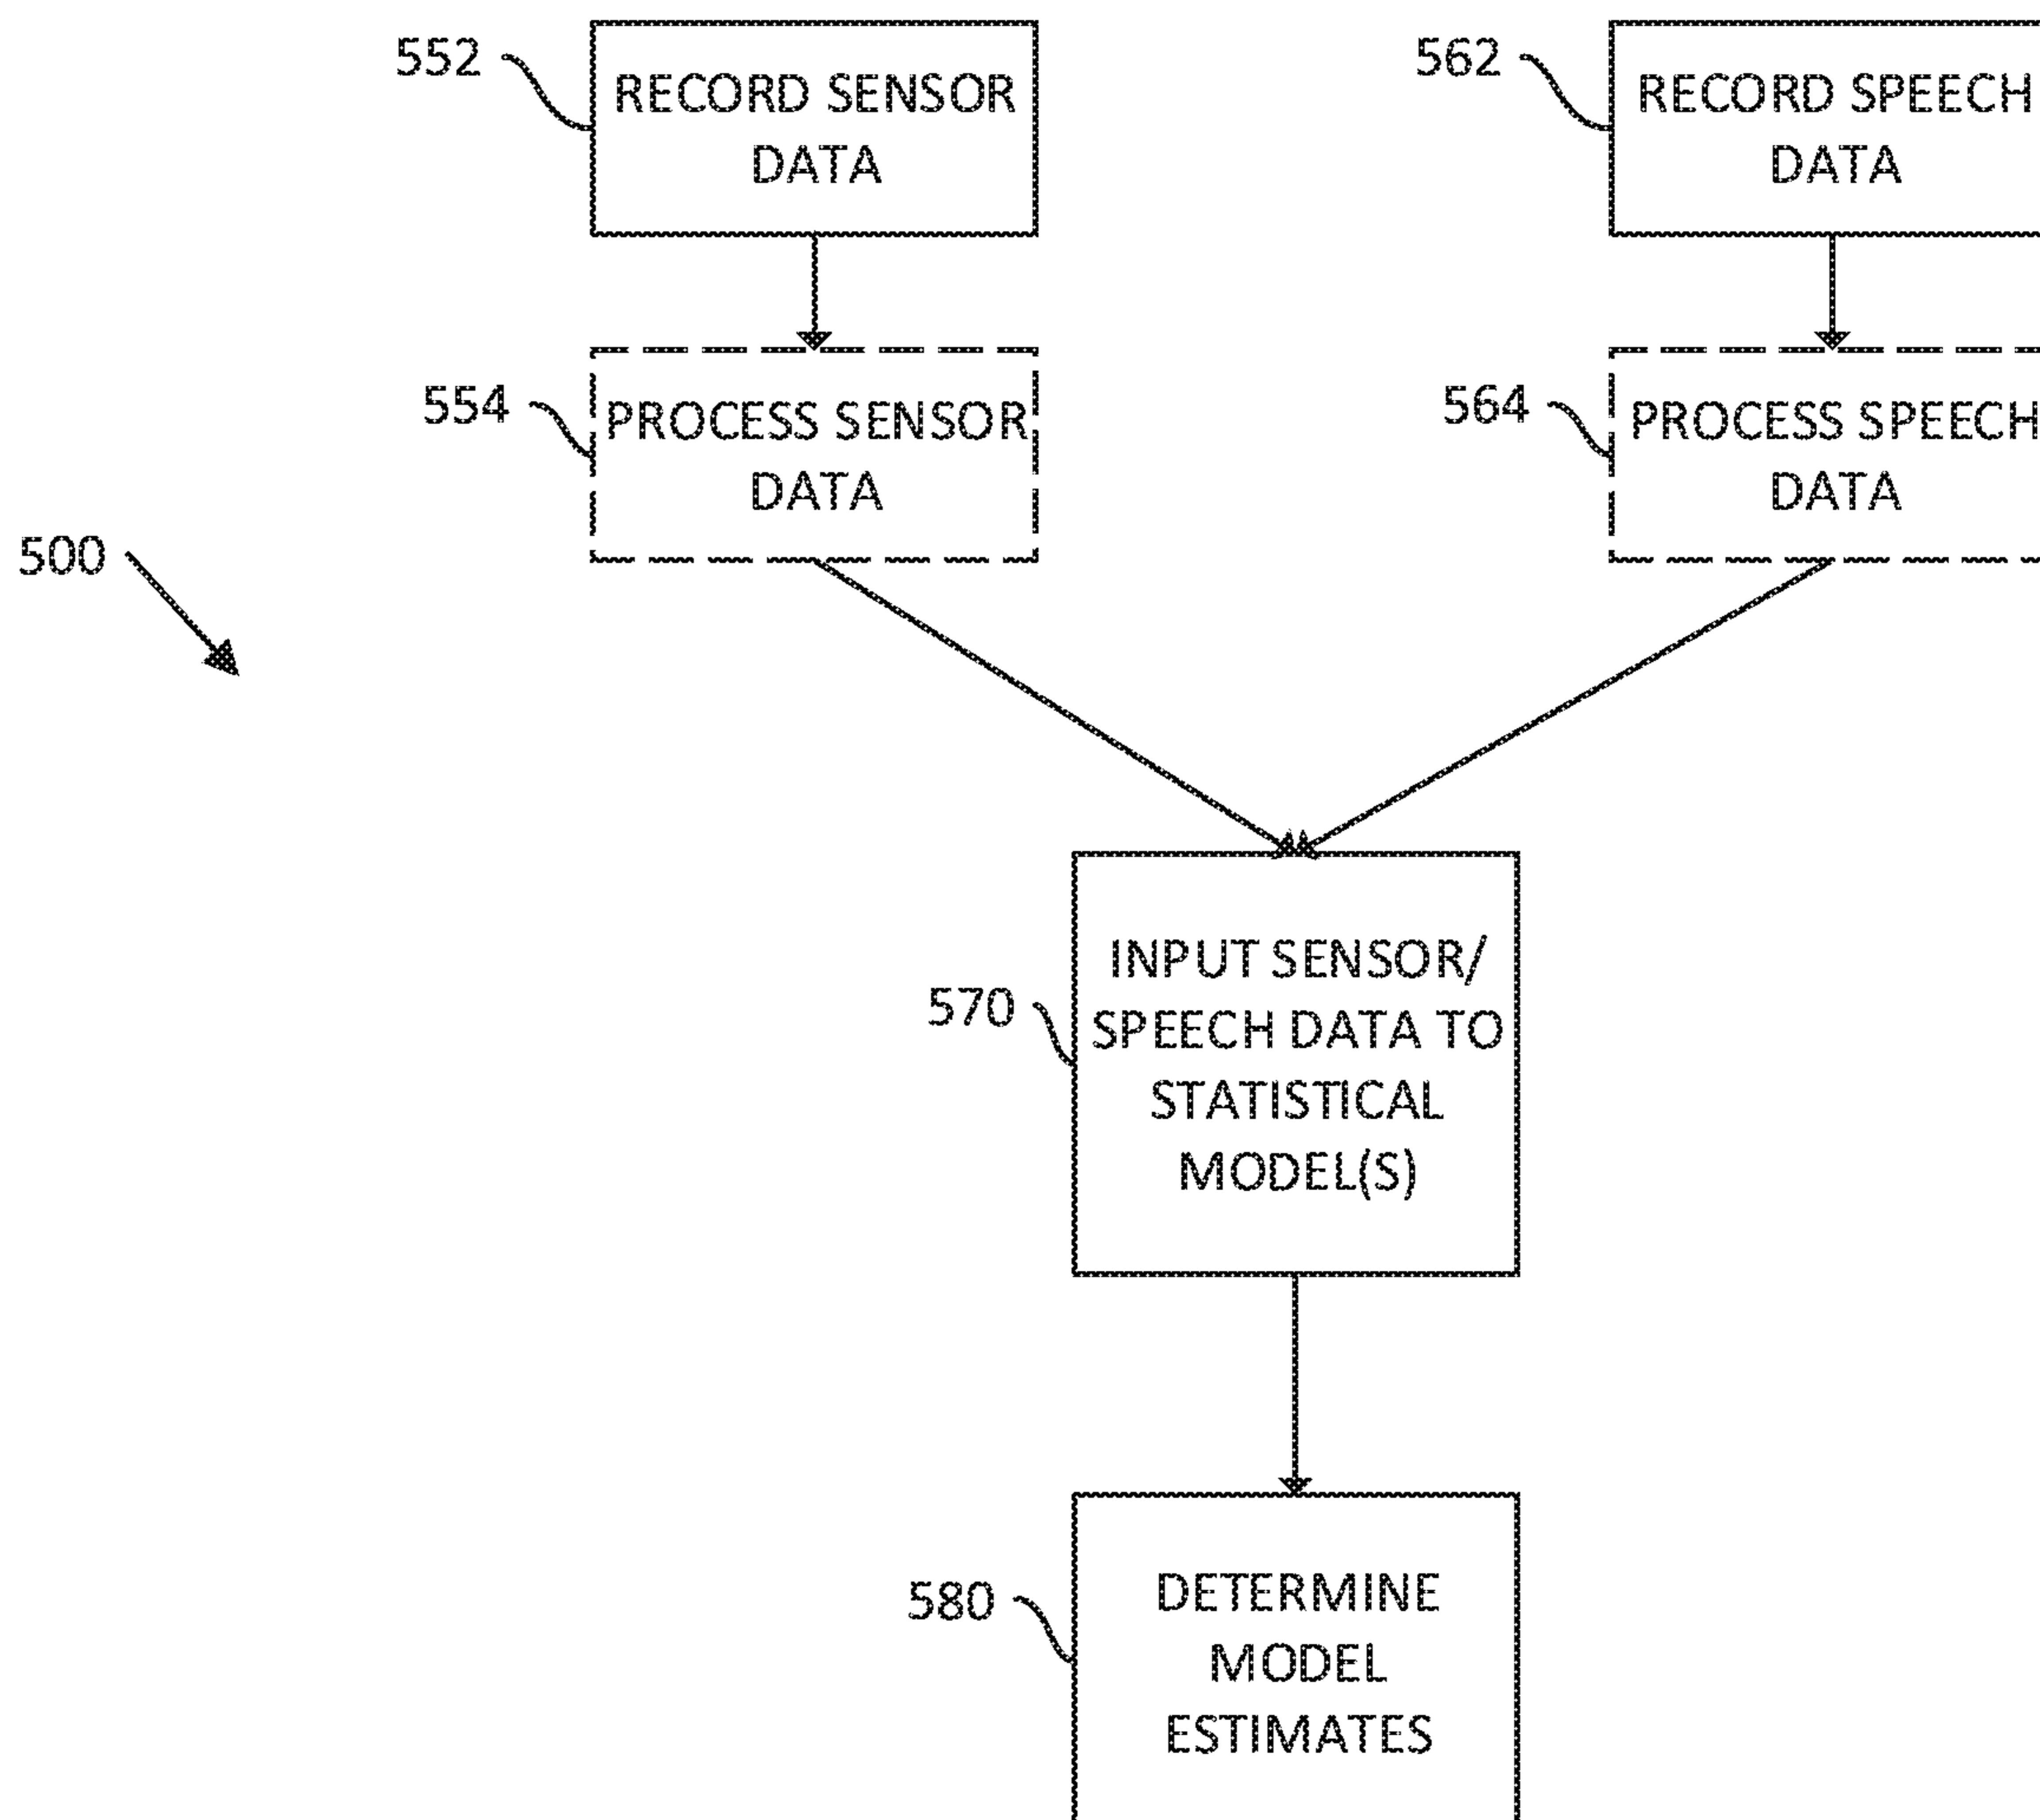 552
RECORD SENSOR
DATA
562
RECORD SPEECH
DATA
554
PROCESS SENSOR
DATA
564
PROCESS SPEECH
DATA
500
570
INPUT SENSOR/
SPEECH DATA TO
STATISTICAL
MODEL(S)
580
DETERMINE
MODEL
ESTIMATES